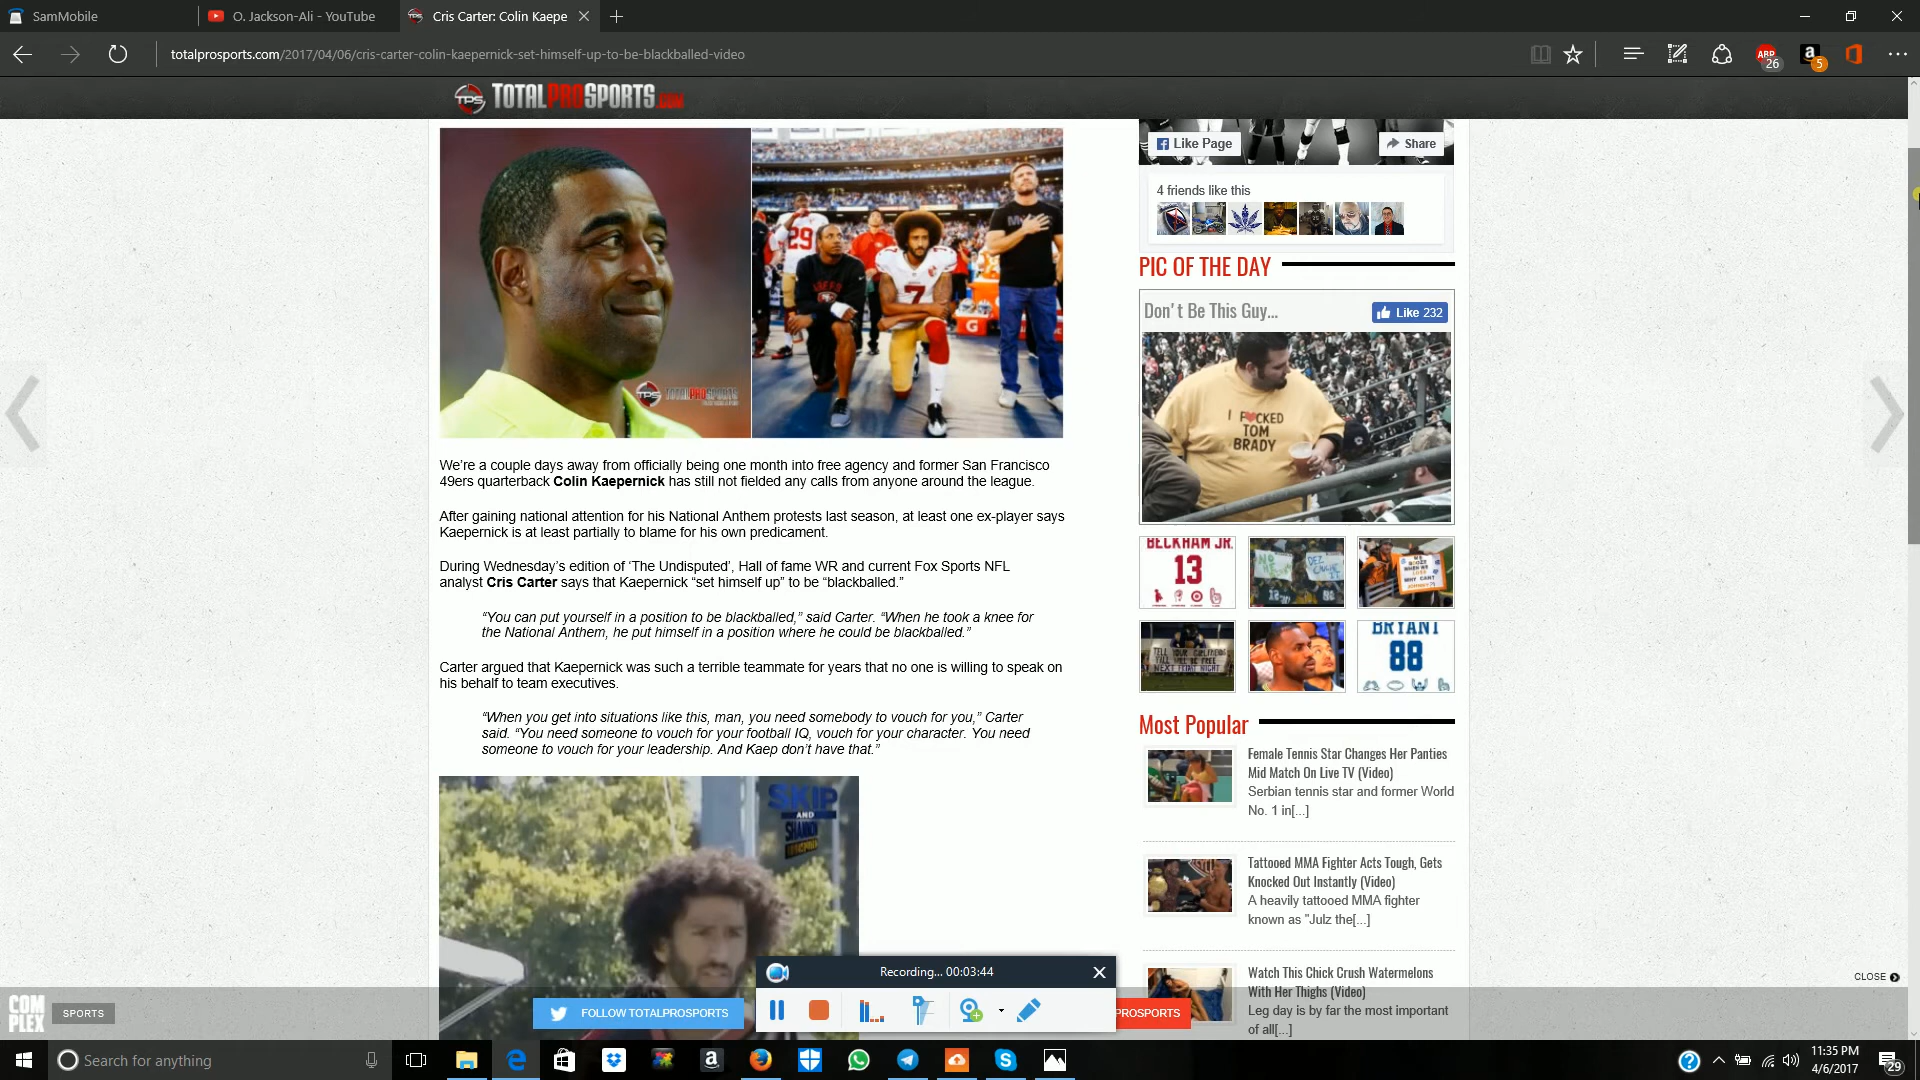 SamMobile
O. Jackson-Ali - YouTube
Cris Carter: Colin Kaepe
totalprosports.com/2017/04/06/cris-carter-colin-kaepernick-set-himself-up-to-be-blackballed-video
ABP
26
5
TPS TOTALPROSPORTS.COM
Like Page
Share
4 friends like this
PIC OF THE DAY
Don't Be This Guy...
Like 232
29
7
G
I F♥CKED
TOM
BRADY
TPS TOTALPROSPORTS
We're a couple days away from officially being one month into free agency and former San Francisco
49ers quarterback Colin Kaepernick has still not fielded any calls from anyone around the league.
After gaining national attention for his National Anthem protests last season, at least one ex-player says
Kaepernick is at least partially to blame for his own predicament.
During Wednesday's edition of ‘The Undisputed’, Hall of fame WR and current Fox Sports NFL
analyst Cris Carter says that Kaepernick “set himself up” to be “blackballed.”
“You can put yourself in a position to be blackballed,” said Carter. “When he took a knee for
the National Anthem, he put himself in a position where he could be blackballed.”
Carter argued that Kaepernick was such a terrible teammate for years that no one is willing to speak on
his behalf to team executives.
“When you get into situations like this, man, you need somebody to vouch for you,” Carter
said. “You need someone to vouch for your football IQ, vouch for your character. You need
someone to vouch for your leadership. And Kaep don't have that.”
BECKHAM JR.
13
BRYANT
88
Most Popular
Female Tennis Star Changes Her Panties
Mid Match On Live TV (Video)
Serbian tennis star and former World
No. 1 in[...]
Tattooed MMA Fighter Acts Tough, Gets
Knocked Out Instantly (Video)
A heavily tattooed MMA fighter
known as "Julz the[...]
Watch This Chick Crush Watermelons
With Her Thighs (Video)
Leg day is by far the most important
of all[...]
SKIP
AND
SHANNON
Recording... 00:03:44
CLOSE
COMPLEX
SPORTS
FOLLOW TOTALPROSPORTS
PROSPORTS
Search for anything
11:35 PM
4/6/2017
29